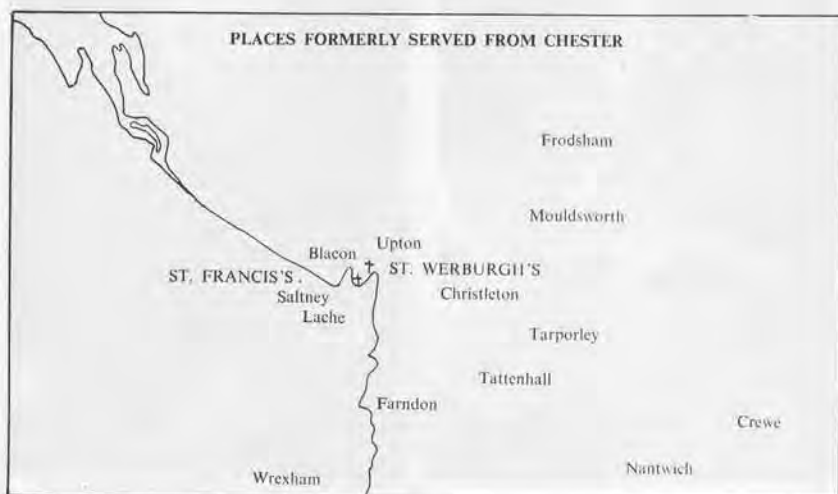 PLACES FORMERLY SERVED FROM CHESTER
Frodsham
Mouldsworth
Upton
Blacon
ST. WERBURGH'S
ST. FRANCIS'S.
Saltney
Christleton
Lache
Tarporley
Tattenhall
Farndon
Crewe
Nantwich
Wrexham